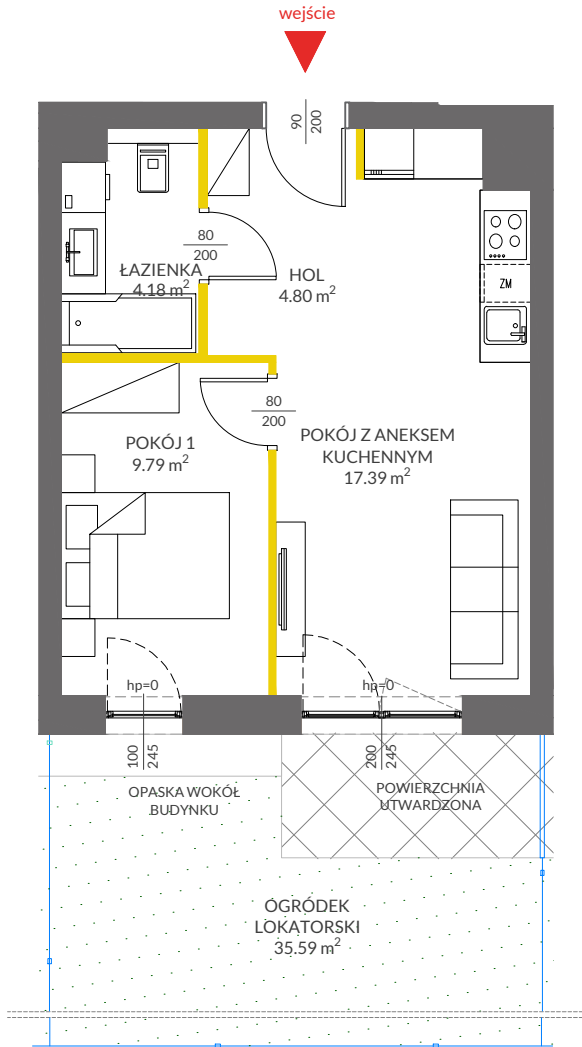 wejście
90
200
80
200
ŁAZIENKA
4.18 m²
HOL
4.80 m²
ZM
80
200
POKÓJ 1
9.79 m²
POKÓJ Z ANEKSEM
KUCHENNYM
17.39 m²
hp=0
hp=0
100
245
200
245
OPASKA WOKÓŁ
BUDYNKU
POWIERZCHNIA
UTWARDZONA
OGRÓDEK
LOKATORSKI
35.59 m²